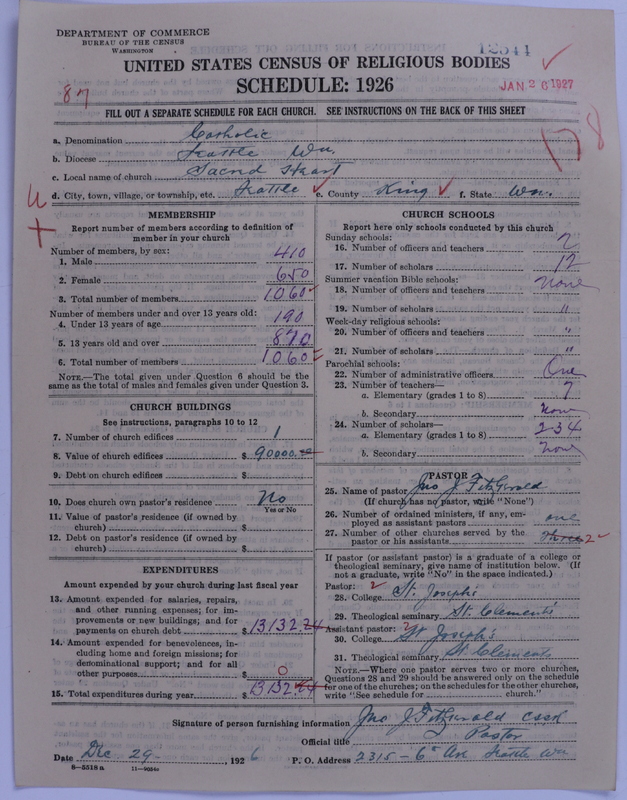 DEPARTMENT OF COMMERCE
BUREAU OF THE CENSUS
WASHINGTON
12544
UNITED STATES CENSUS OF RELIGIOUS BODIES
SCHEDULE: 1926
JAN 26 1927
87
178
FILL OUT A SEPARATE SCHEDULE FOR EACH CHURCH. SEE INSTRUCTIONS ON THE BACK OF THIS SHEET
a. Denomination Catholic
b. Diocese Seattle Wn.
c. Local name of church Sacred Heart
d. City, town, village, or township, etc. Seattle e. County King f. State Wn.
MEMBERSHIP
Report number of members according to definition of
member in your church
Number of members, by sex:
1. Male 410
2. Female 650
3. Total number of members 1060
Number of members under and over 13 years old:
4. Under 13 years of age 190
5. 13 years old and over 870
6. Total number of members 1060
NOTE.—The total given under Question 6 should be the
same as the total of males and females given under Question 3.
CHURCH BUILDINGS
See instructions, paragraphs 10 to 12
7. Number of church edifices 1
8. Value of church edifices $ 90000.
9. Debt on church edifices $
10. Does church own pastor's residence No
Yes or No
11. Value of pastor's residence (if owned by
church) $
12. Debt on pastor's residence (if owned by
church) $
EXPENDITURES
Amount expended by your church during last fiscal year
13. Amount expended for salaries, repairs,
and other running expenses; for im-
provements or new buildings; and for
payments on church debt $ 13132.24
14. Amount expended for benevolences, in-
cluding home and foreign missions; for
denominational support; and for all
other purposes $ 0
15. Total expenditures during year $ 13132.24
CHURCH SCHOOLS
Report here only schools conducted by this church
Sunday schools:
16. Number of officers and teachers 2
17. Number of scholars 12
Summer vacation Bible schools:
18. Number of officers and teachers None
19. Number of scholars "
Week-day religious schools:
20. Number of officers and teachers "
21. Number of scholars "
Parochial schools:
22. Number of administrative officers One
23. Number of teachers—
a. Elementary (grades 1 to 8) 7
b. Secondary None
24. Number of scholars—
a. Elementary (grades 1 to 8) 234
b. Secondary None
PASTOR
25. Name of pastor Jno J. FitzGerald
(If church has no pastor, write "None")
26. Number of ordained ministers, if any, em-
ployed as assistant pastors one
27. Number of other churches served by the
pastor or his assistants three 2
If pastor (or assistant pastor) is a graduate of a college or
theological seminary, give name of institution below. (If
not a graduate, write "No" in the space indicated.)
Pastor: 2
28. College St. Joseph's
29. Theological seminary St. Clements
Assistant pastor: 2
30. College St Joseph's
31. Theological seminary St. Clements
NOTE.—Where one pastor serves two or more churches,
Questions 28 and 29 should be answered only on the schedule
for one of the churches; on the schedules for the other churches,
write "See schedule for church."
Signature of person furnishing information Jno J. FitzGerald CSSR
Official title Pastor
Date Dec 29- , 1926 P. O. Address 2315 - 6th Ave Seattle Wn
8—5518 a 11—9054